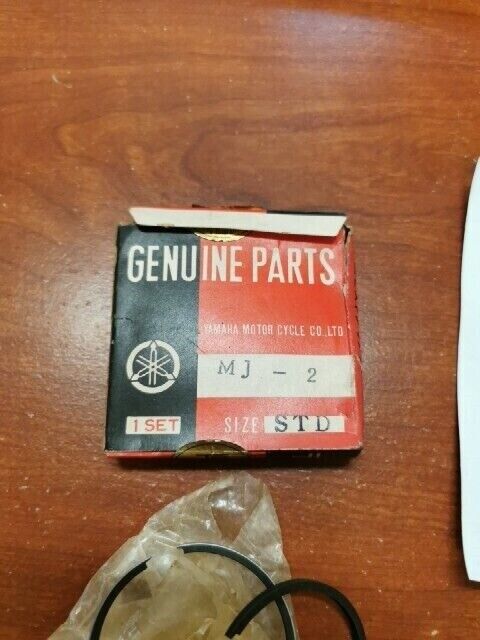 GENUINE PARTS
YAMAHA MOTOR CYCLE CO.,LTD
MJ - 2
1 SET SIZE STD